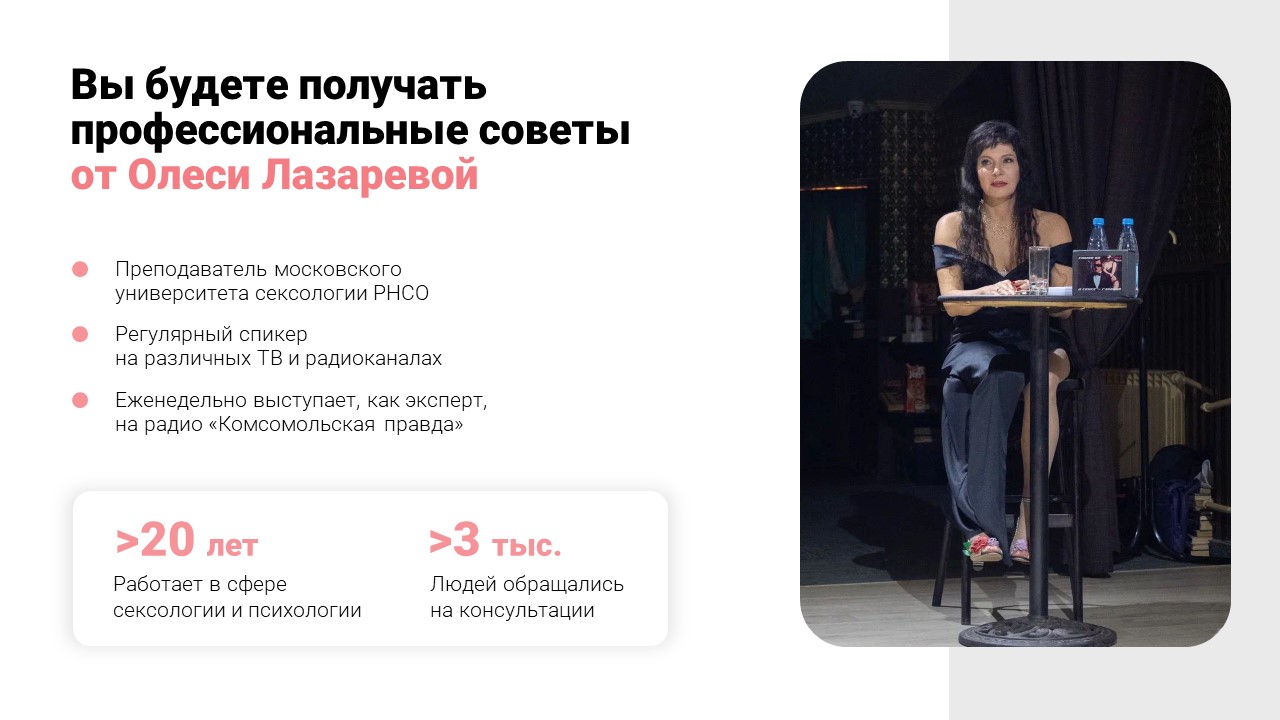 Вы будете получать
профессиональные советы
от Олеси Лазаревой
Преподаватель московского
университета сексологии РНСО
Регулярный спикер
на различных ТВ и радиоканалах
Еженедельно выступает, как эксперт,
на радио «Комсомольская правда»
>20 лет
Работает в сфере
сексологии и психологии
>3 тыс.
Людей обращались
на консультации